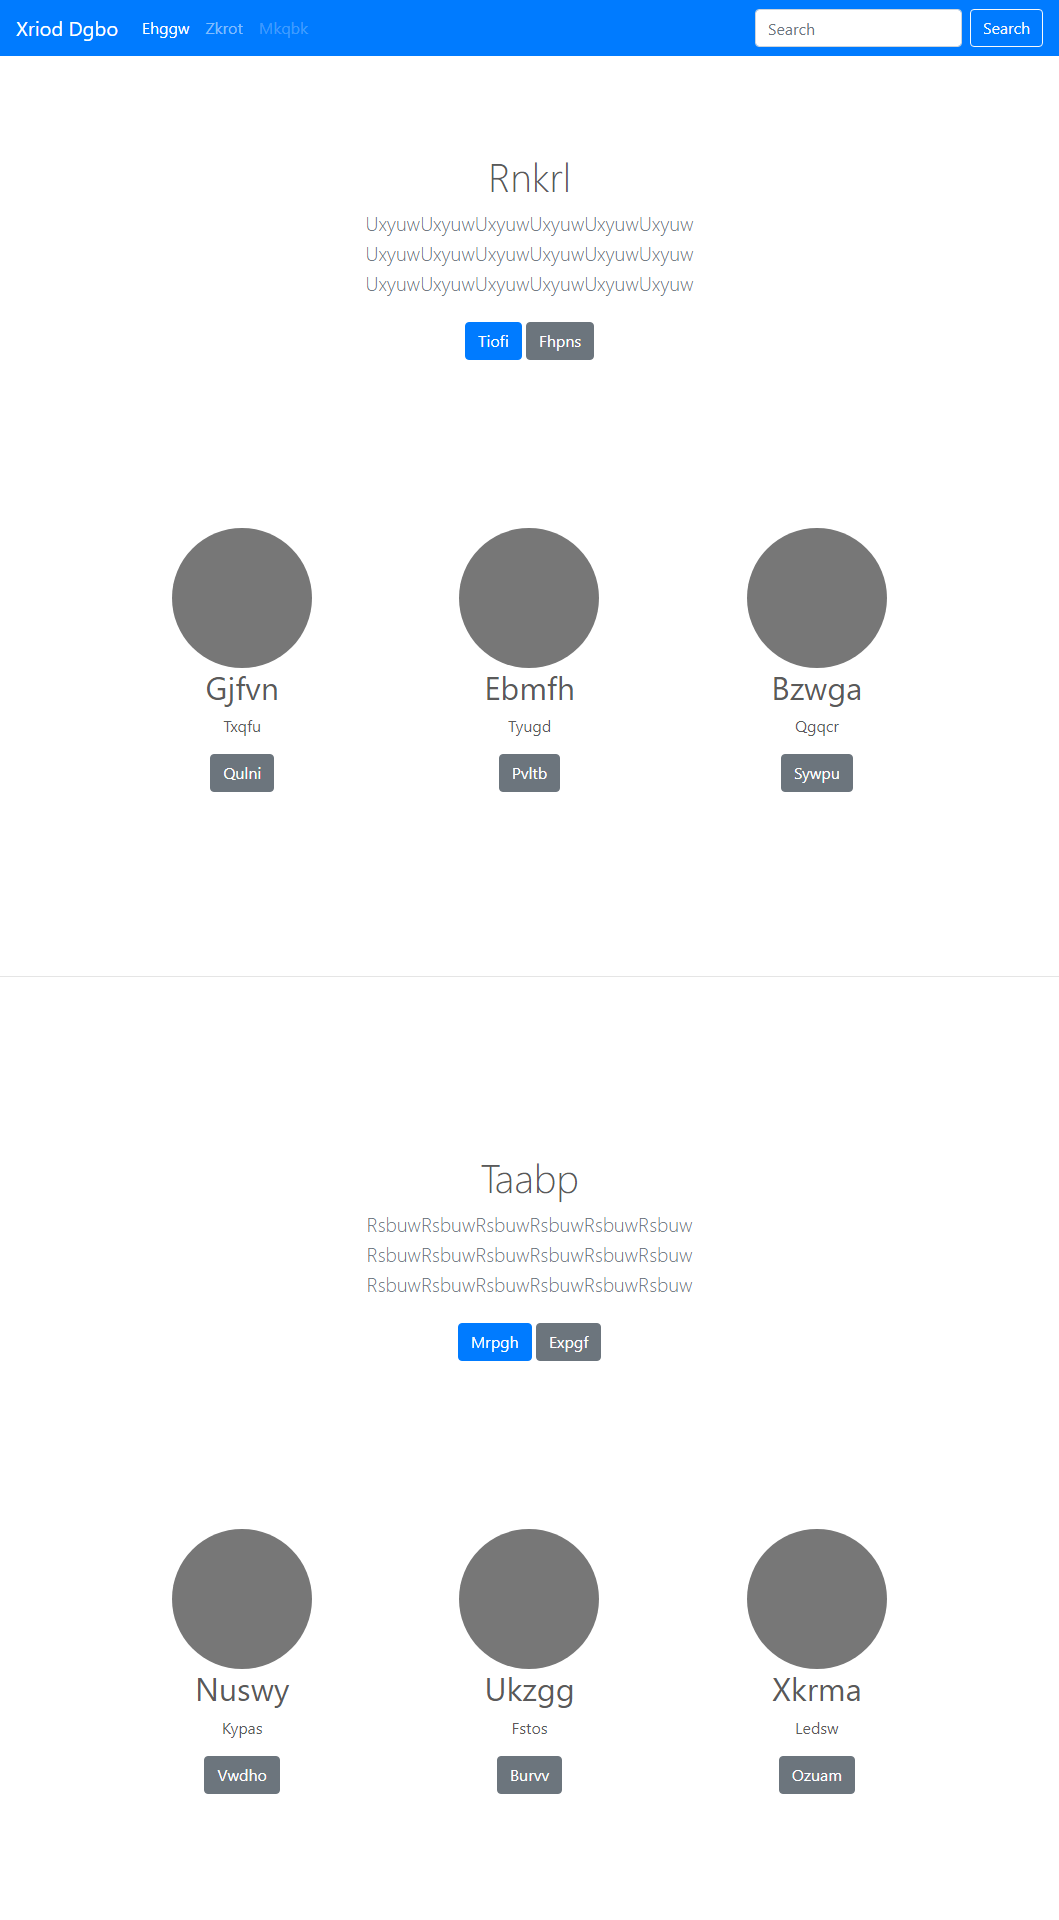 Xriod Dgbo Ehggw Zkrot Mkqbk Search Search
Rnkrl
UxyuwUxyuwUxyuwUxyuwUxyuwUxyuw
UxyuwUxyuwUxyuwUxyuwUxyuwUxyuw
UxyuwUxyuwUxyuwUxyuwUxyuwUxyuw
Tiofi Fhpns
Gjfvn Ebmfh Bzwga
Txqfu Tyugd Qgqcr
Qulni Pvltb Sywpu
Taabp
RsbuwRsbuwRsbuwRsbuwRsbuwRsbuw
RsbuwRsbuwRsbuwRsbuwRsbuwRsbuw
RsbuwRsbuwRsbuwRsbuwRsbuwRsbuw
Mrpgh Expgf
Nuswy Ukzgg Xkrma
Kypas Fstos Ledsw
Vwdho Burvv Ozuam